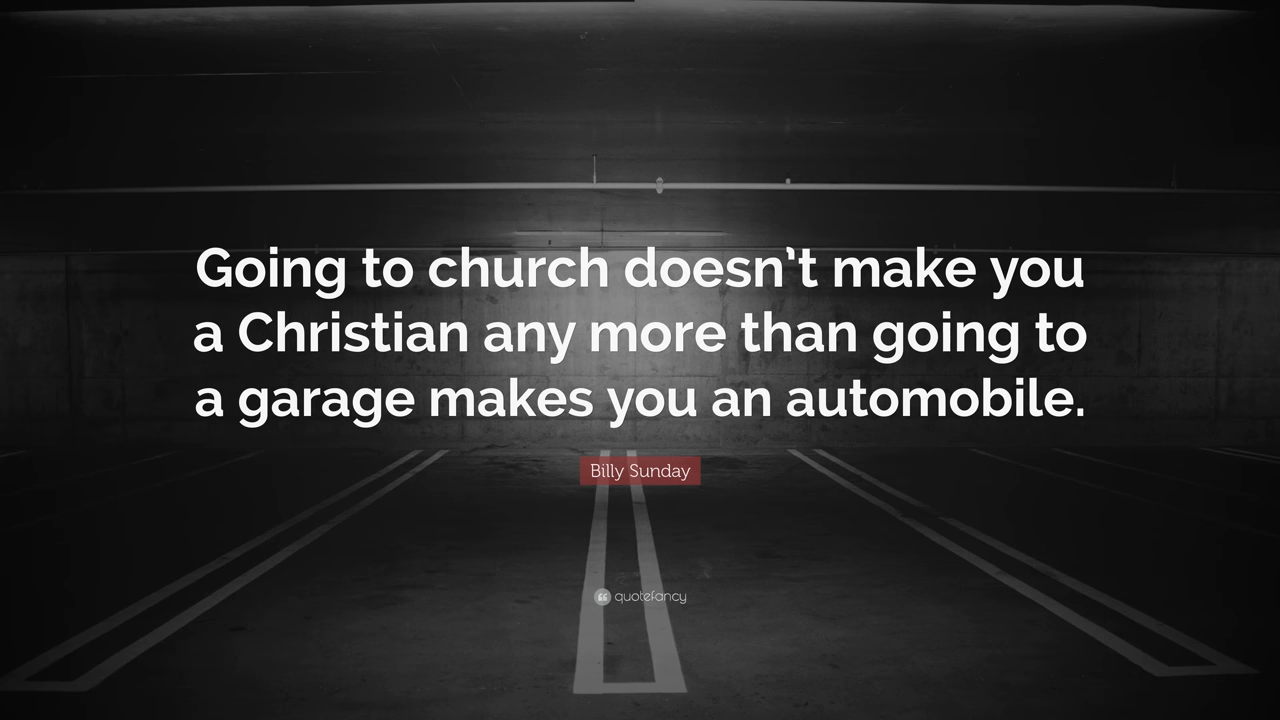 Going to church doesn’t make you
a Christian any more than going to
a garage makes you an automobile.
Billy Sunday
quotefancy